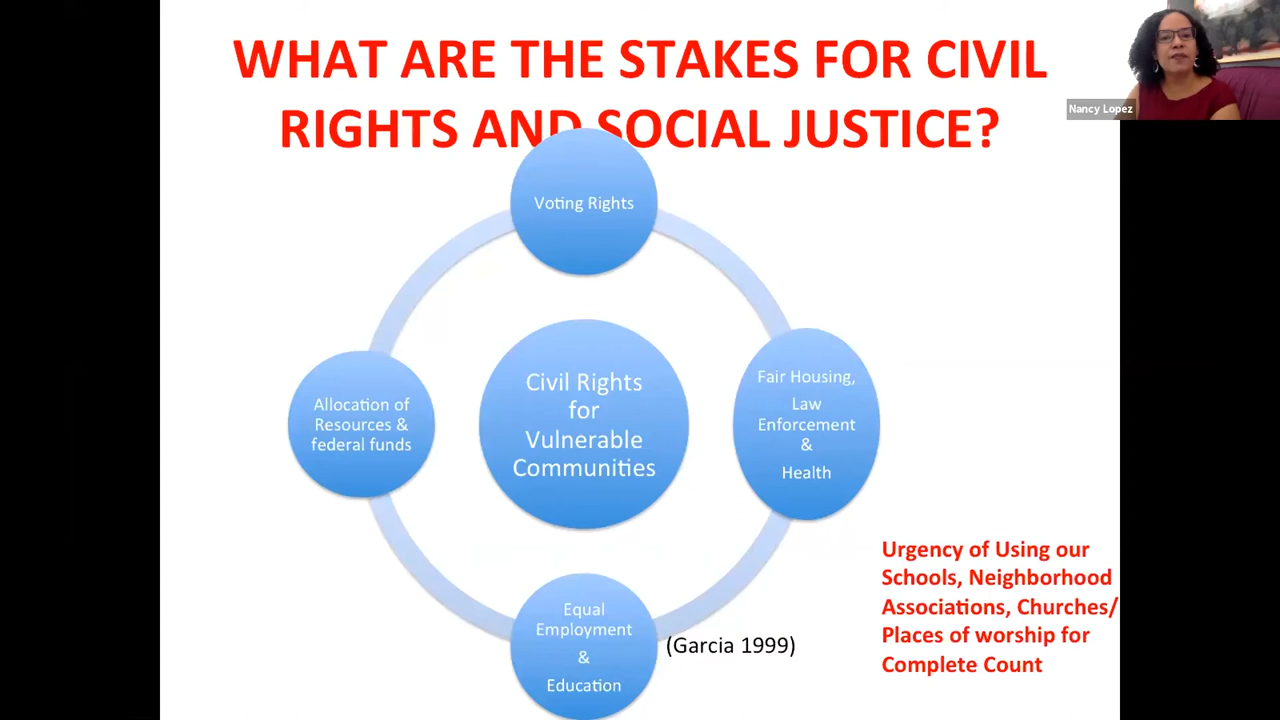 WHAT ARE THE STAKES FOR CIVIL
RIGHTS AND SOCIAL JUSTICE?
Nancy Lopez
Voting Rights
Fair Housing,
Law
Enforcement
&
Health
Civil Rights
for
Vulnerable
Communities
Allocation of
Resources &
federal funds
Equal
Employment
&
Education
(Garcia 1999)
Urgency of Using our
Schools, Neighborhood
Associations, Churches/
Places of worship for
Complete Count